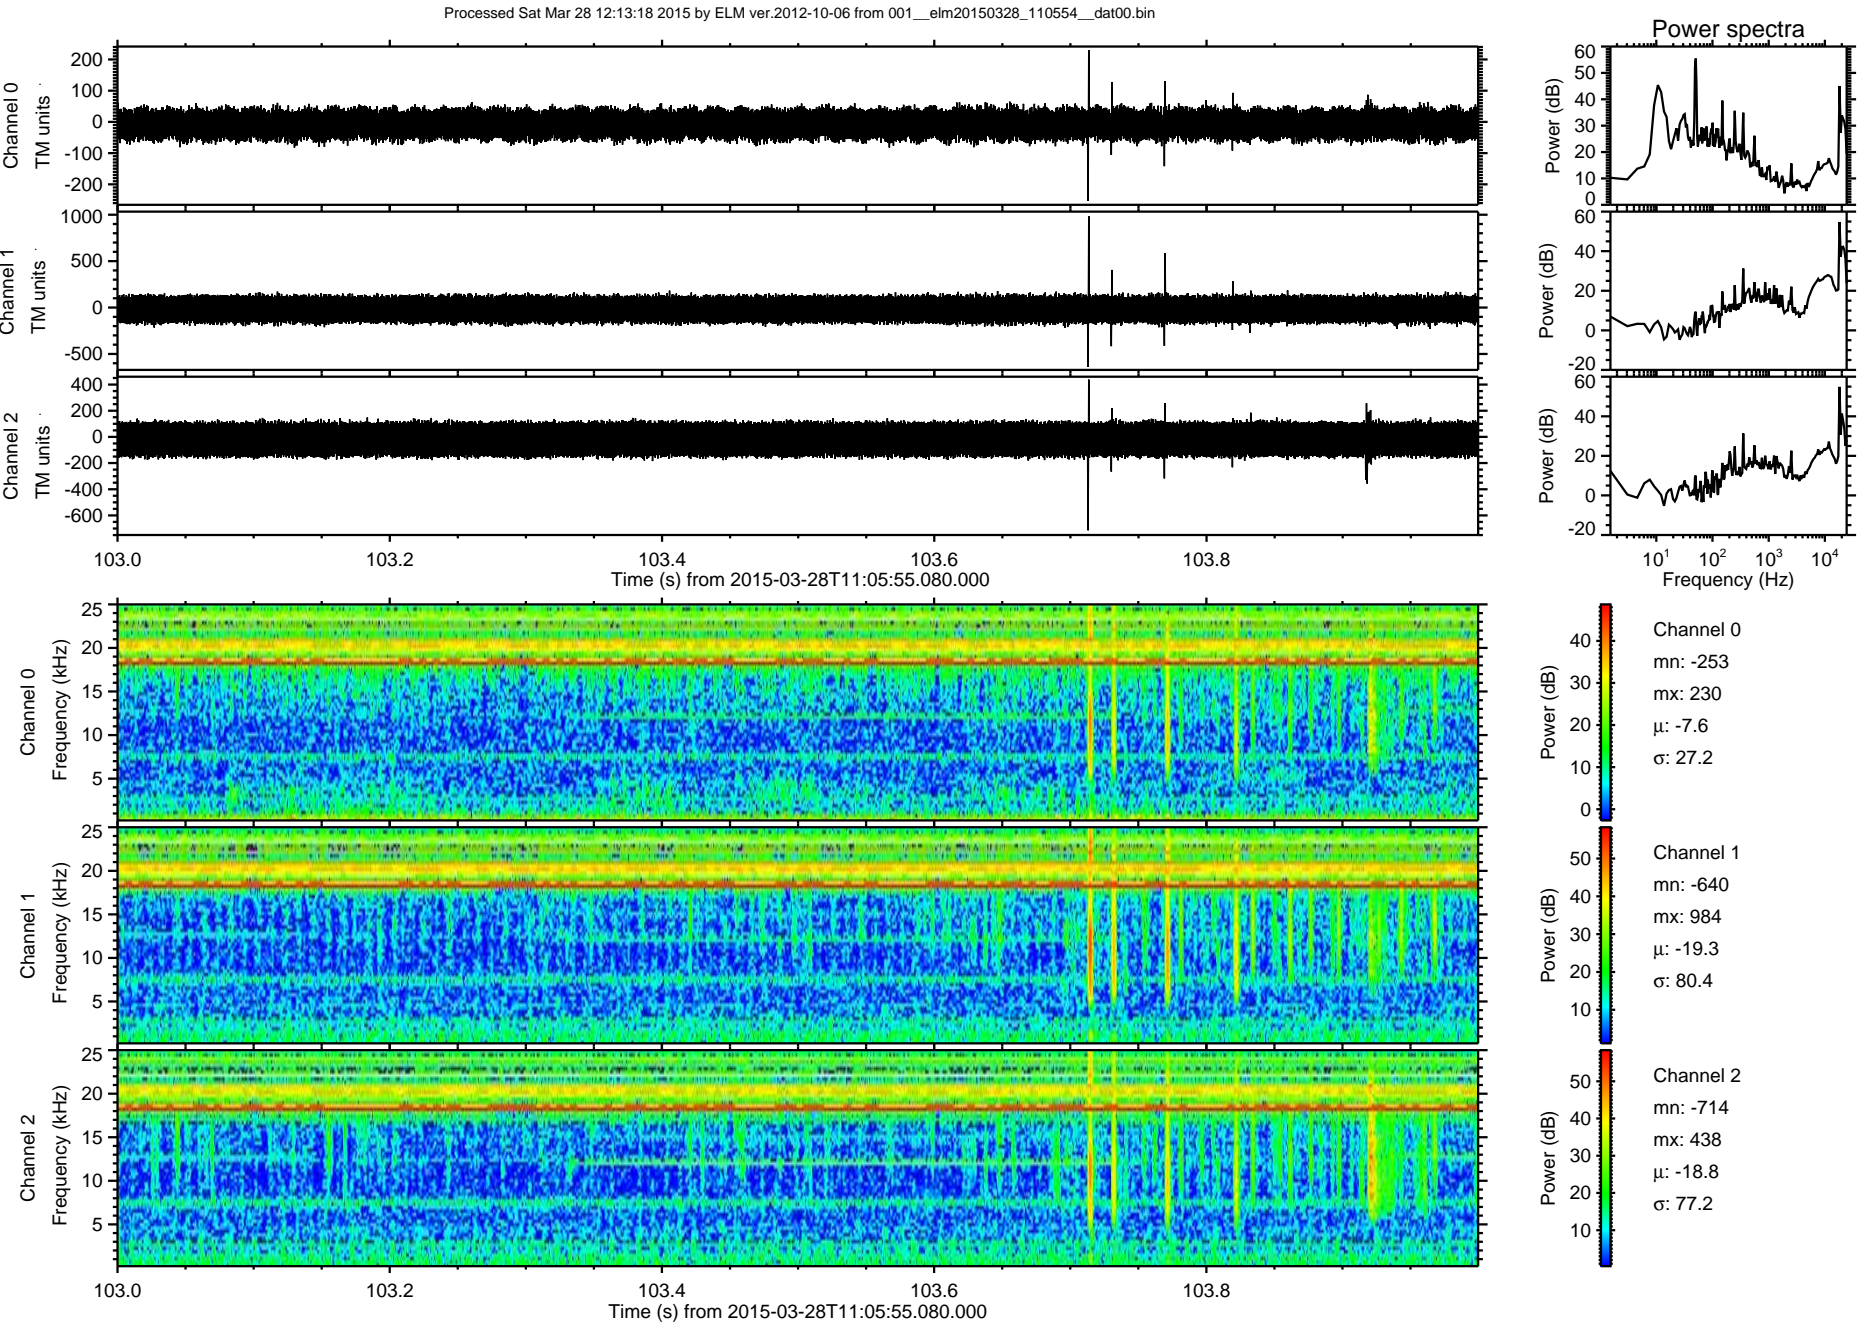 Processed Sat Mar 28 12:13:18 2015 by ELM ver.2012-10-06 from 001__elm20150328_110554__dat00.bin
Power spectra
Channel 0
TM units
200
100
0
-100
-200
Power (dB)
60
50
40
30
20
10
0
Channel 1
TM units
1000
500
0
-500
Power (dB)
60
40
20
0
-20
Channel 2
TM units
400
200
0
-200
-400
-600
Power (dB)
60
40
20
0
-20
103.0
103.2
103.4
103.6
103.8
Time (s) from 2015-03-28T11:05:55.080.000
10^1
10^2
10^3
10^4
Frequency (Hz)
Channel 0
Frequency (kHz)
25
20
15
10
5
Power (dB)
40
30
20
10
0
Channel 0
mn: -253
mx: 230
μ: -7.6
σ: 27.2
Channel 1
Frequency (kHz)
25
20
15
10
5
Power (dB)
50
40
30
20
10
Channel 1
mn: -640
mx: 984
μ: -19.3
σ: 80.4
Channel 2
Frequency (kHz)
25
20
15
10
5
Power (dB)
50
40
30
20
10
Channel 2
mn: -714
mx: 438
μ: -18.8
σ: 77.2
103.0
103.2
103.4
103.6
103.8
Time (s) from 2015-03-28T11:05:55.080.000